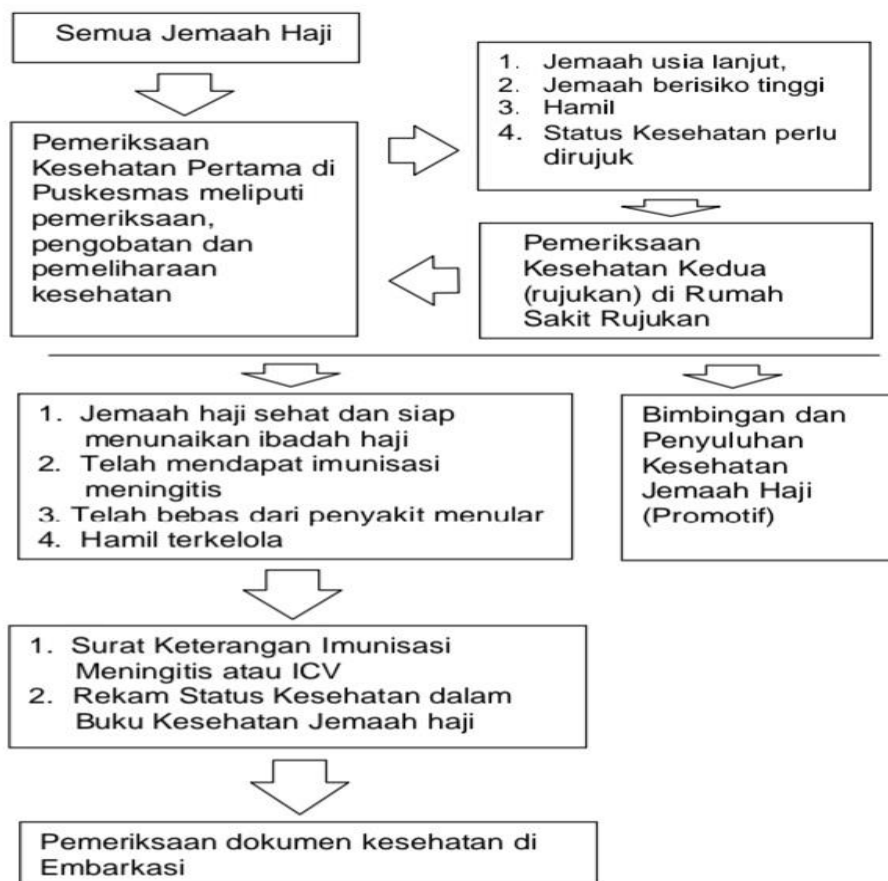 Semua Jemaah Haji
1. Jemaah usia lanjut,
2. Jemaah berisiko tinggi
3. Hamil
4. Status Kesehatan perlu
dirujuk
Pemeriksaan
Kesehatan Pertama di
Puskesmas meliputi
pemeriksaan,
pengobatan dan
pemeliharaan
kesehatan
Pemeriksaan
Kesehatan Kedua
(rujukan) di Rumah
Sakit Rujukan
1. Jemaah haji sehat dan siap
menunaikan ibadah haji
2. Telah mendapat imunisasi
meningitis
3. Telah bebas dari penyakit menular
4. Hamil terkelola
Bimbingan dan
Penyuluhan
Kesehatan
Jemaah Haji
(Promotif)
1. Surat Keterangan Imunisasi
Meningitis atau ICV
2. Rekam Status Kesehatan dalam
Buku Kesehatan Jemaah haji
Pemeriksaan dokumen kesehatan di
Embarkasi